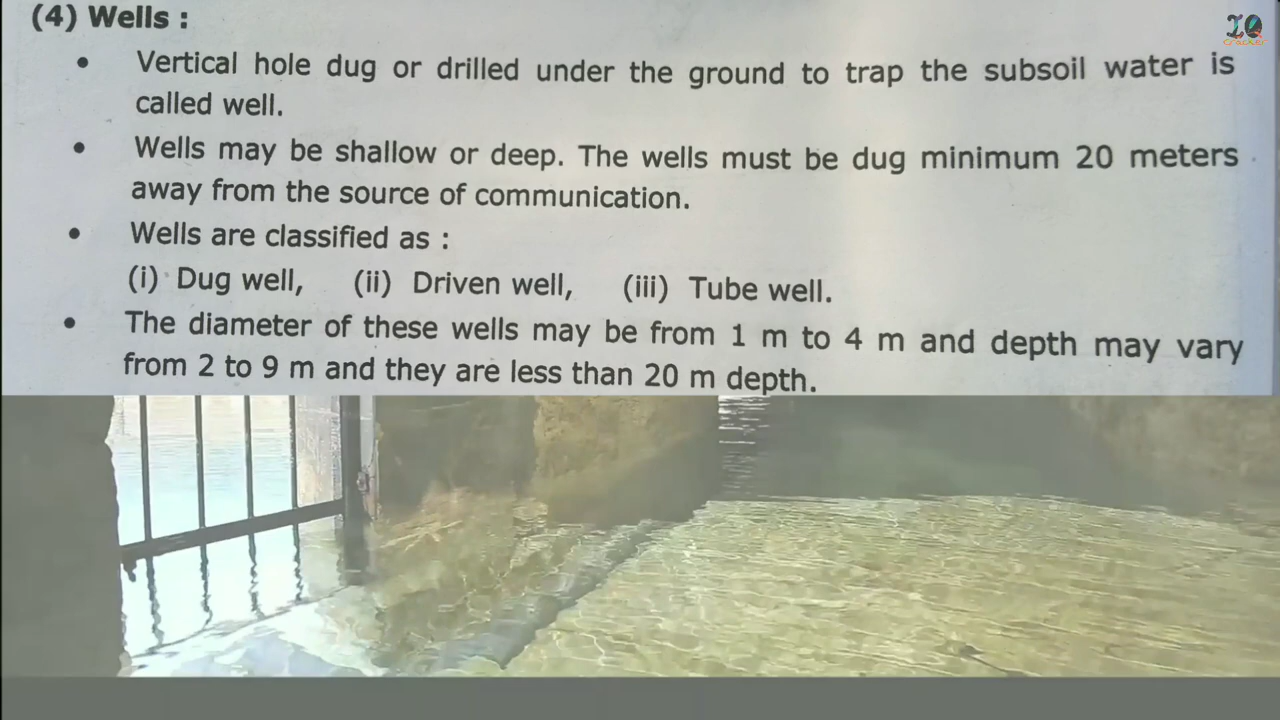 (4) Wells :
• Vertical hole dug or drilled under the ground to trap the subsoil water is
called well.
• Wells may be shallow or deep. The wells must be dug minimum 20 meters
away from the source of communication.
• Wells are classified as :
(i) Dug well, (ii) Driven well, (iii) Tube well.
• The diameter of these wells may be from 1 m to 4 m and depth may vary
from 2 to 9 m and they are less than 20 m depth.
IQ